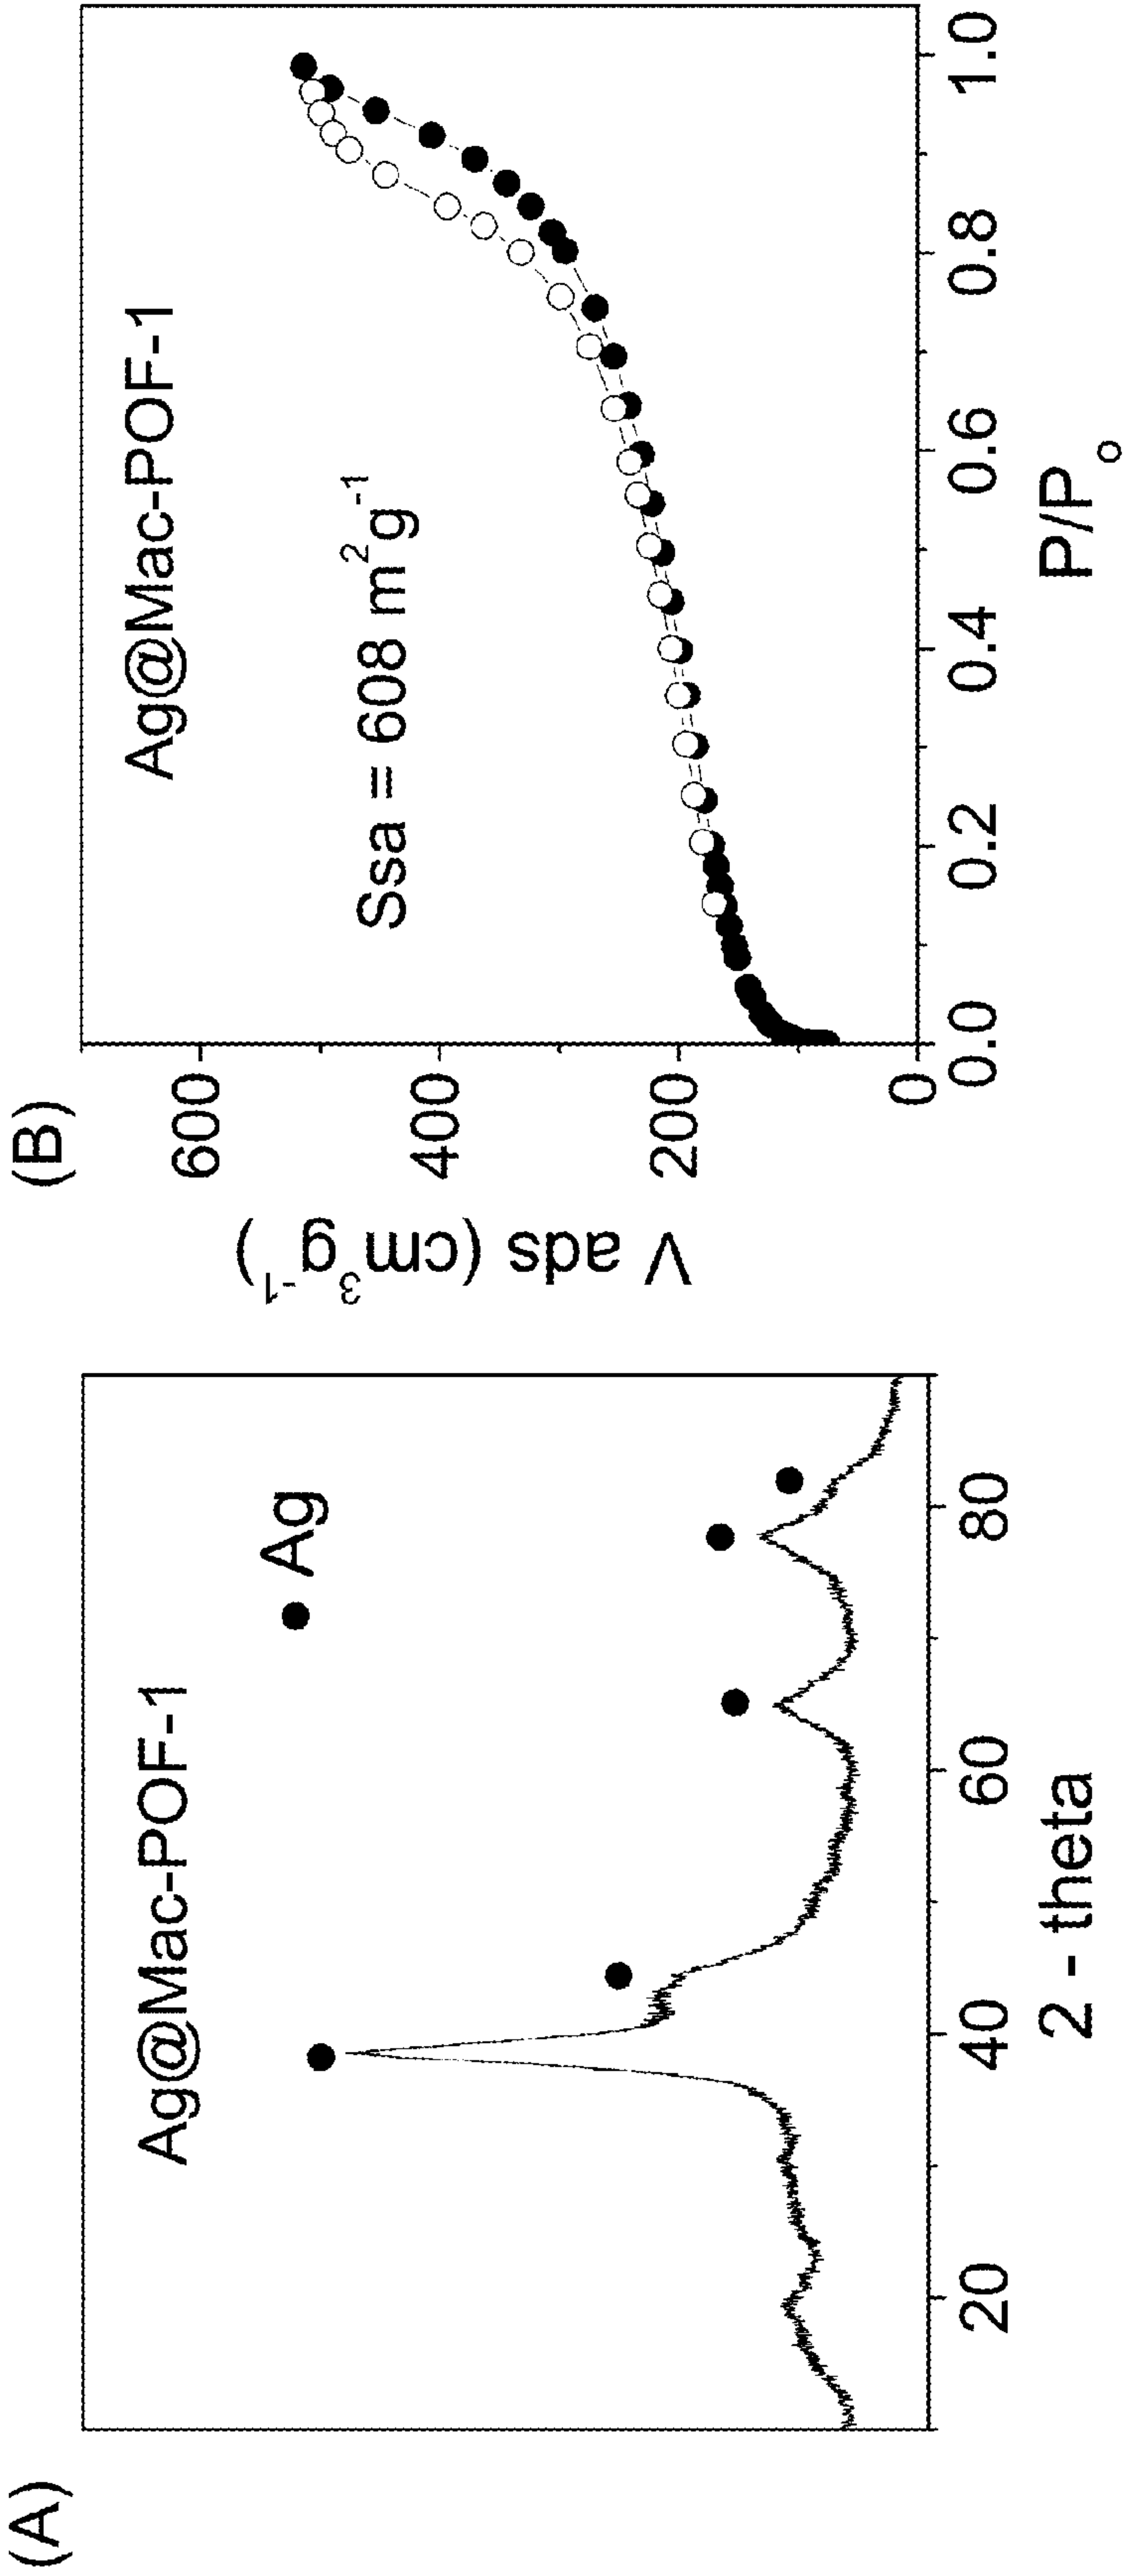 (A)
Ag@Mac-POF-1
● Ag
20 40 60 80
2 - theta
(B)
Ag@Mac-POF-1
Ssa = 608 m² g⁻¹
600
400
200
0
V ads (cm³g⁻¹)
0.0 0.2 0.4 0.6 0.8 1.0
P/Pₒ